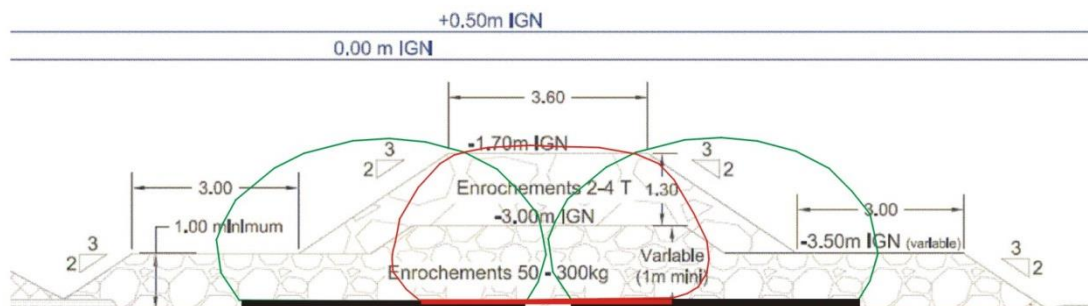 +0.50m IGN
0.00 m IGN
3.60
-1.70m IGN
3
2
3
2
Enrochements 2-4 T
1.30
3.00
3.00
-3.00m IGN
1.00 minimum
3
2
Variable
(1m mini)
-3.50m IGN (variable)
3
2
Enrochements 50 - 300kg